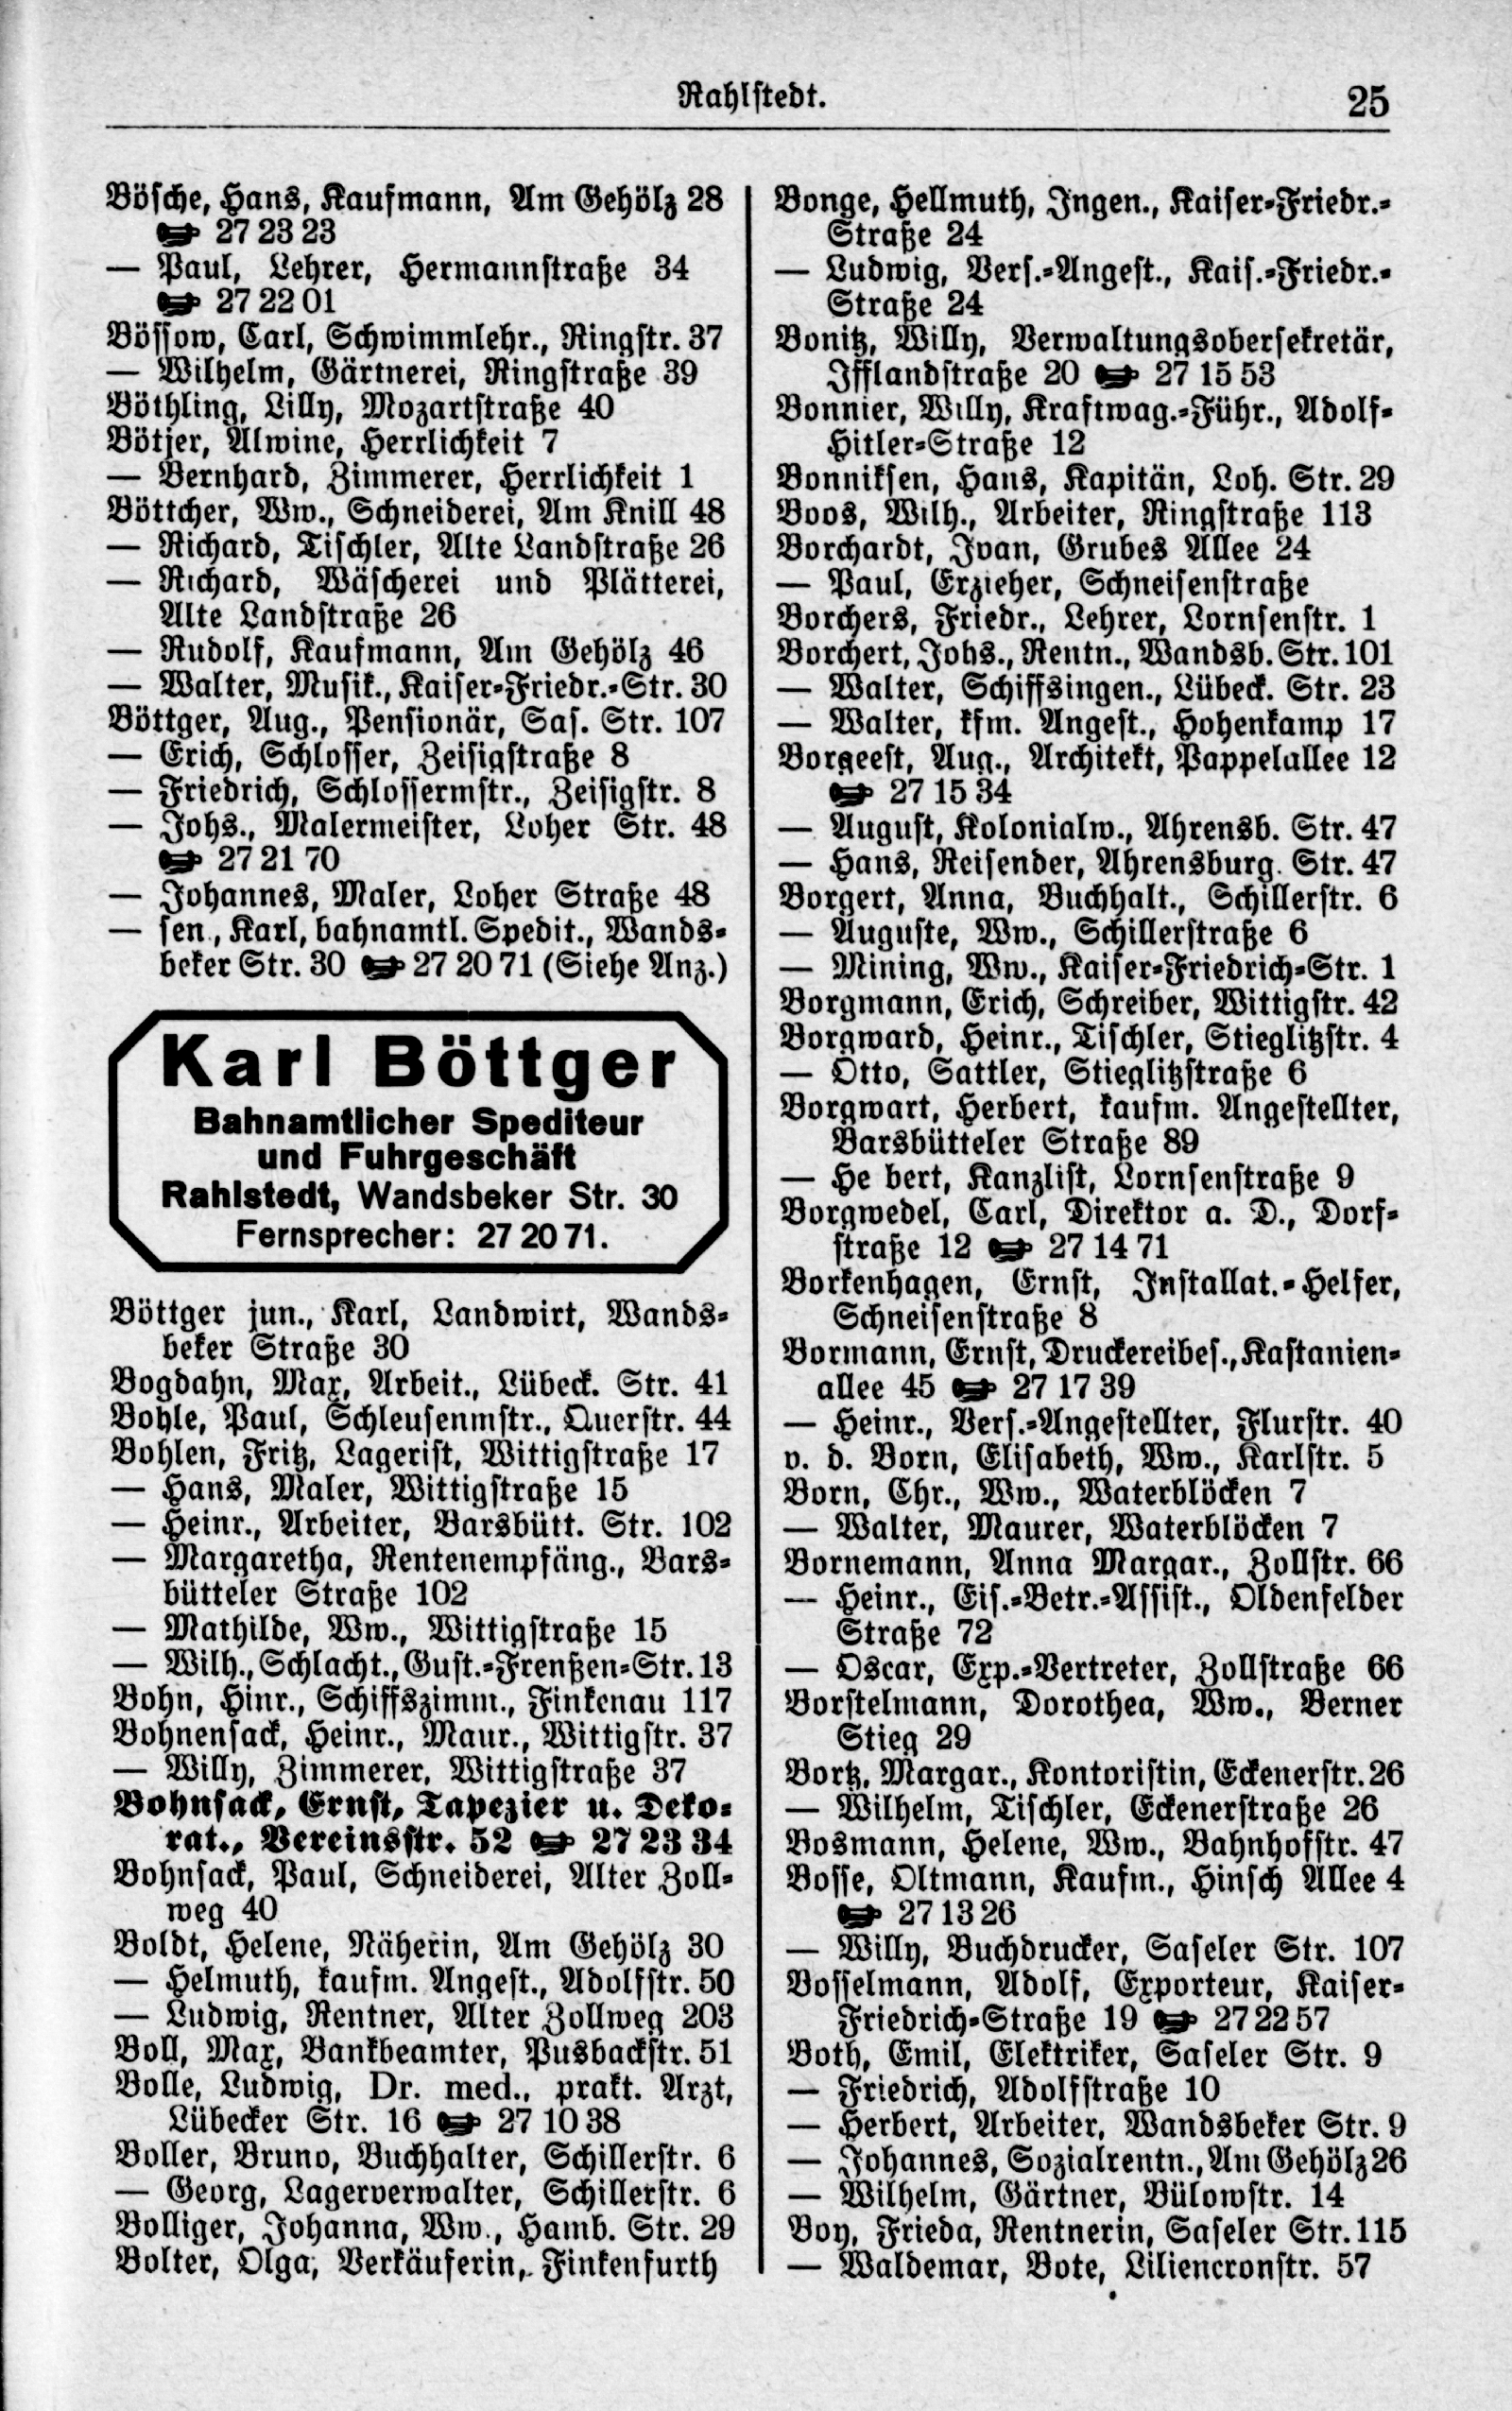 Rahlstedt.
25
Bösche, Hans, Kaufmann, Am Gehölz 28
27 23 23
— Paul, Lehrer, Hermannstraße 34
27 22 01
Bössow, Carl, Schwimmlehr., Ringstr. 37
— Wilhelm, Gärtnerei, Ringstraße 39
Böthling, Lilly, Mozartstraße 40
Bötjer, Alwine, Herrlichkeit 7
— Bernhard, Zimmerer, Herrlichkeit 1
Böttcher, Ww., Schneiderei, Am Knill 48
— Richard, Tischler, Alte Landstraße 26
— Richard, Wäscherei und Plätterei,
Alte Landstraße 26
— Rudolf, Kaufmann, Am Gehölz 46
— Walter, Musik., Kaiser-Friedr.-Str. 30
Böttger, Aug., Pensionär, Sas. Str. 107
— Erich, Schlosser, Zeisigstraße 8
— Friedrich, Schlossermstr., Zeisigstr. 8
— Johs., Malermeister, Loher Str. 48
27 21 70
— Johannes, Maler, Loher Straße 48
— sen., Karl, bahnamtl. Spedit., Wands-
beker Str. 30 27 20 71 (Siehe Anz.)
Karl Böttger
Bahnamtlicher Spediteur
und Fuhrgeschäft
Rahlstedt, Wandsbeker Str. 30
Fernsprecher: 27 20 71.
Böttger jun., Karl, Landwirt, Wands-
beker Straße 30
Bogdahn, Max, Arbeit., Lübeck. Str. 41
Bohle, Paul, Schleusenmstr., Querstr. 44
Bohlen, Fritz, Lagerist, Wittigstraße 17
— Hans, Maler, Wittigstraße 15
— Heinr., Arbeiter, Barsbütt. Str. 102
— Margaretha, Rentenempfäng., Bars-
bütteler Straße 102
— Mathilde, Ww., Wittigstraße 15
— Wilh., Schlacht., Gust.-Frenßen-Str. 13
Bohn, Hinr., Schiffszimm., Finkenau 117
Bohnensack, Heinr., Maur., Wittigstr. 37
— Willy, Zimmerer, Wittigstraße 37
Bohnsack, Ernst, Tapezier u. Deko-
rat., Vereinsstr. 52 27 23 34
Bohnsack, Paul, Schneiderei, Alter Zoll-
weg 40
Boldt, Helene, Näherin, Am Gehölz 30
— Helmuth, kaufm. Angest., Adolfstr. 50
— Ludwig, Rentner, Alter Zollweg 203
Boll, Max, Bankbeamter, Pusbackstr. 51
Bolle, Ludwig, Dr. med., prakt. Arzt,
Lübecker Str. 16 27 10 38
Boller, Bruno, Buchhalter, Schillerstr. 6
— Georg, Lagerverwalter, Schillerstr. 6
Bolliger, Johanna, Ww., Hamb. Str. 29
Bolter, Olga, Verkäuferin, Finkenfurth
Bonge, Hellmuth, Ingen., Kaiser-Friedr.-
Straße 24
— Ludwig, Vers.-Angest., Kais.-Friedr.-
Straße 24
Bonitz, Willy, Verwaltungsobersekretär,
Ifflandstraße 20 27 15 53
Bonnier, Willy, Kraftwag.-Führ., Adolf-
Hitler-Straße 12
Bonniksen, Hans, Kapitän, Loh. Str. 29
Boos, Wilh., Arbeiter, Ringstraße 113
Borchardt, Ivan, Grubes Allee 24
— Paul, Erzieher, Schneisenstraße
Borchers, Friedr., Lehrer, Lornsenstr. 1
Borchert, Johs., Rentn., Wandsb. Str. 101
— Walter, Schiffsingen., Lübeck. Str. 23
— Walter, kfm. Angest., Hohenkamp 17
Borgeest, Aug., Architekt, Pappelallee 12
27 15 34
— August, Kolonialw., Ahrensb. Str. 47
— Hans, Reisender, Ahrensburg. Str. 47
Borgert, Anna, Buchhalt., Schillerstr. 6
— Auguste, Ww., Schillerstraße 6
— Mining, Ww., Kaiser-Friedrich-Str. 1
Borgmann, Erich, Schreiber, Wittigstr. 42
Borgward, Heinr., Tischler, Stieglitzstr. 4
— Otto, Sattler, Stieglitzstraße 6
Borgwart, Herbert, kaufm. Angestellter,
Barsbütteler Straße 89
— He bert, Kanzlist, Lornsenstraße 9
Borgwedel, Carl, Direktor a. D., Dorf-
straße 12 27 14 71
Borkenhagen, Ernst, Installat.-Helfer,
Schneisenstraße 8
Bormann, Ernst, Druckereibes., Kastanien-
allee 45 27 17 39
— Heinr., Vers.-Angestellter, Flurstr. 40
v. d. Born, Elisabeth, Ww., Karlstr. 5
Born, Chr., Ww., Waterblöcken 7
— Walter, Maurer, Waterblöcken 7
Bornemann, Anna Margar., Zollstr. 66
— Heinr., Eis.-Betr.-Assist., Oldenfelder
Straße 72
— Oscar, Exp.-Vertreter, Zollstraße 66
Borstelmann, Dorothea, Ww., Berner
Stieg 29
Bortz, Margar., Kontoristin, Eckenerstr. 26
— Wilhelm, Tischler, Eckenerstraße 26
Bosmann, Helene, Ww., Bahnhofstr. 47
Bosse, Oltmann, Kaufm., Hinsch Allee 4
27 13 26
— Willy, Buchdrucker, Saseler Str. 107
Bosselmann, Adolf, Exporteur, Kaiser-
Friedrich-Straße 19 27 22 57
Both, Emil, Elektriker, Saseler Str. 9
— Friedrich, Adolfstraße 10
— Herbert, Arbeiter, Wandsbeker Str. 9
— Johannes, Sozialrentn., Am Gehölz 26
— Wilhelm, Gärtner, Bülowstr. 14
Boy, Frieda, Rentnerin, Saseler Str. 115
— Waldemar, Bote, Liliencronstr. 57